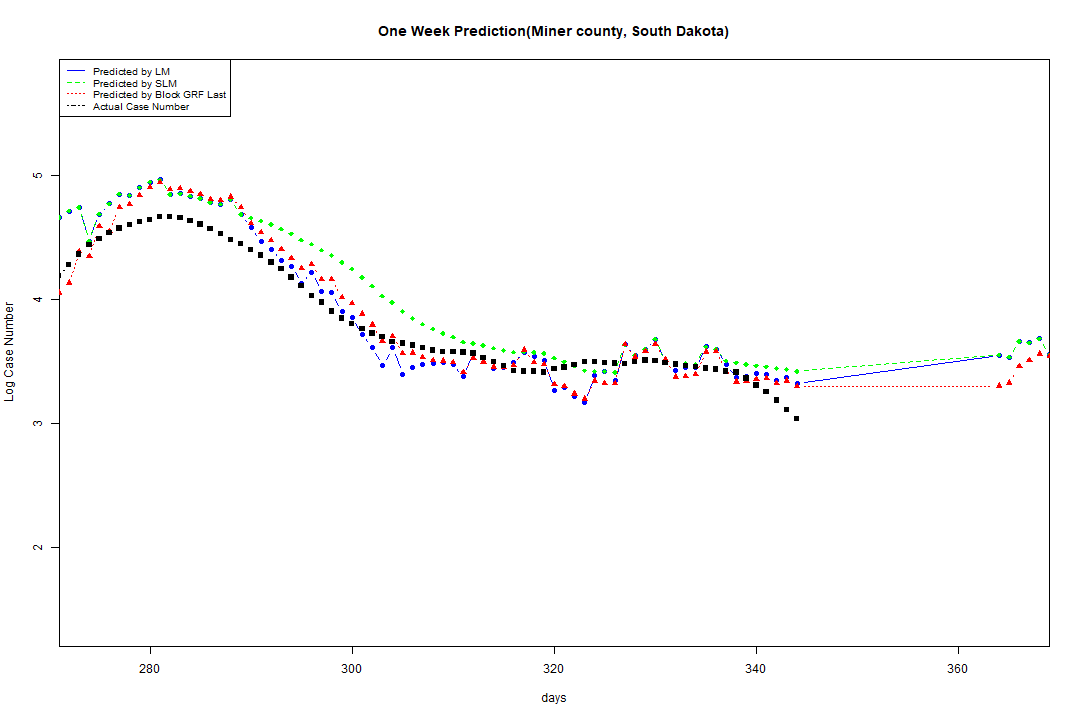 One Week Prediction(Miner county, South Dakota)
Predicted by LM
Predicted by SLM
Predicted by Block GRF Last
Actual Case Number
5
4
3
2
Log Case Number
280 300 320 340 360
days